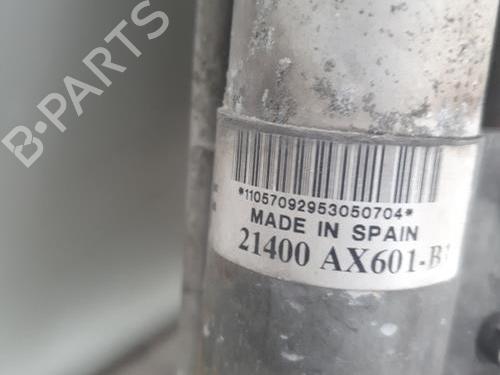 B-PARTS
*11057092953050704*
MADE IN SPAIN
21400 AX601-B